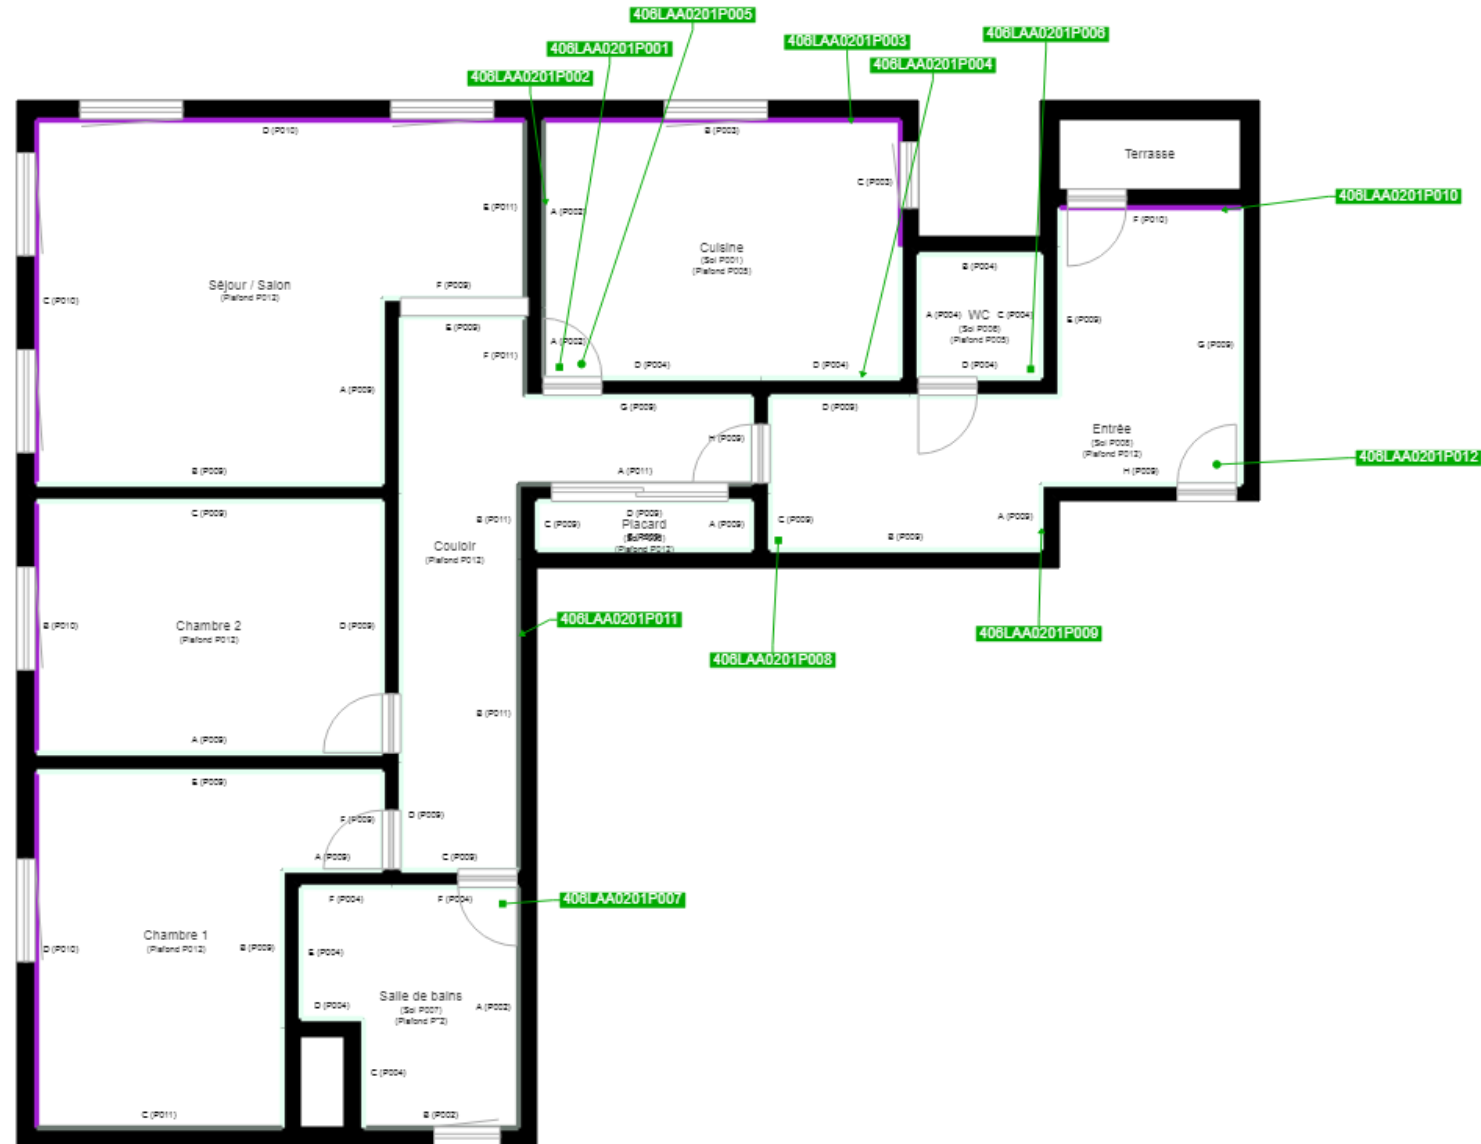 406LAA0201P005
406LAA0201P006
406LAA0201P003
406LAA0201P001
406LAA0201P004
406LAA0201P002
D (P010)
B (P003)
Terrasse
C (P003)
406LAA0201P010
E (P011)
A (P002)
F (P010)
Cuisine
(Sol P001)
(Plafond P005)
B (P004)
Séjour / Salon
(Plafond P012)
F (P009)
C (P010)
A (P004)
WC
C (P004)
(Sol P006)
(Plafond P005)
E (P009)
E (P009)
A (P002)
G (P009)
F (P011)
D (P004)
D (P004)
D (P004)
A (P009)
G (P009)
D (P009)
Entrée
(Sol P008)
(Plafond P012)
H (P009)
406LAA0201P012
B (P009)
A (P011)
H (P009)
C (P009)
B (P011)
C (P009)
D (P009)
Placard
(Plafond P012)
A (P009)
C (P009)
A (P009)
B (P009)
Couloir
(Plafond P012)
406LAA0201P011
406LAA0201P009
B (P010)
Chambre 2
(Plafond P012)
D (P009)
406LAA0201P008
B (P011)
A (P009)
E (P009)
F (P009)
D (P009)
A (P009)
C (P009)
F (P004)
F (P004)
406LAA0201P007
Chambre 1
(Plafond P012)
D (P010)
B (P009)
E (P004)
Salle de bains
(Sol P007)
D (P004)
A (P002)
C (P004)
C (P011)
B (P002)